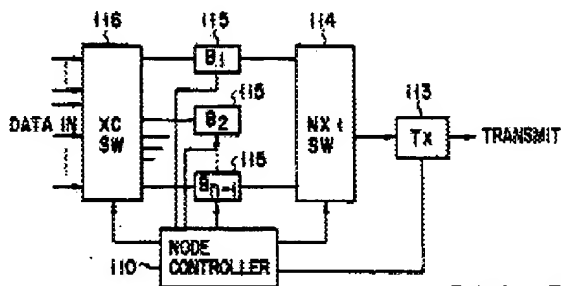 116
115
114
B1
115
113
DATA IN
XC
SW
B2
NX1
SW
TX
TRANSMIT
115
Bn-1
NODE
CONTROLLER
110